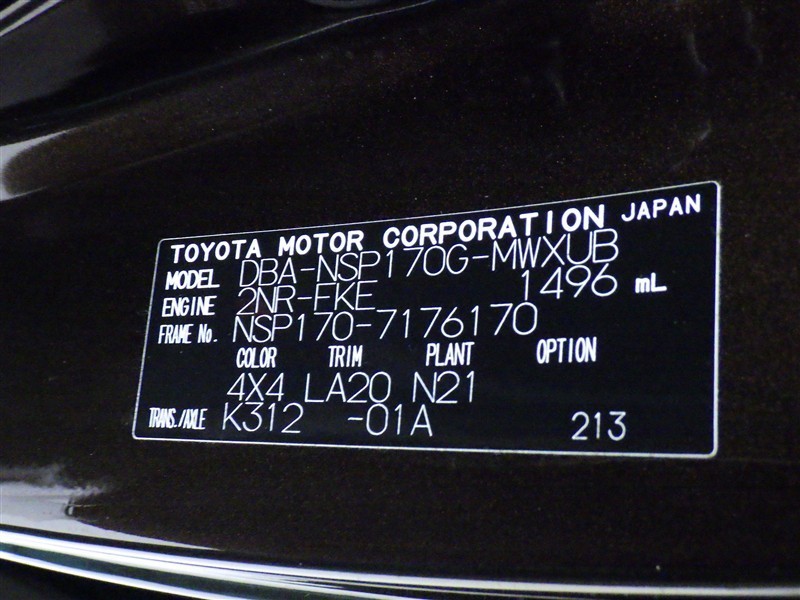 TOYOTA MOTOR CORPORATION JAPAN
MODEL DBA-NSP170G-MWXUB
ENGINE 2NR-FKE 1496 mL
FRAME No. NSP170-7176170
COLOR TRIM PLANT OPTION
4X4 LA20 N21
TRANS./AXLE K312 -01A 213